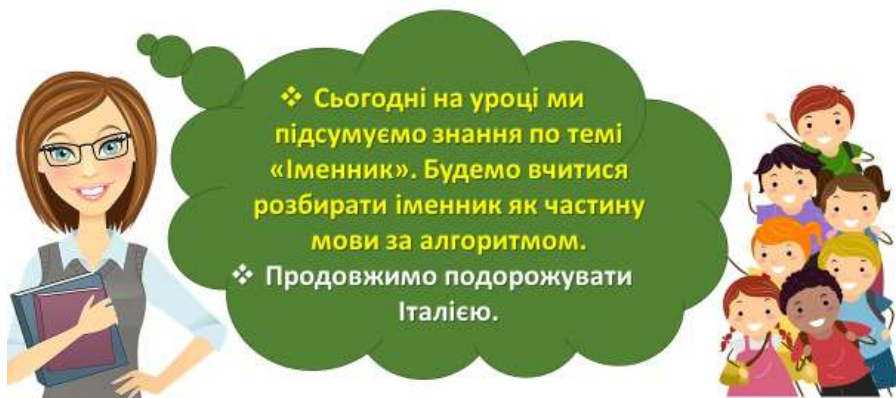 ❖ Сьогодні на уроці ми
підсумуємо знання по темі
«Іменник». Будемо вчитися
розбирати іменник як частину
мови за алгоритмом.
❖ Продовжимо подорожувати
Італією.